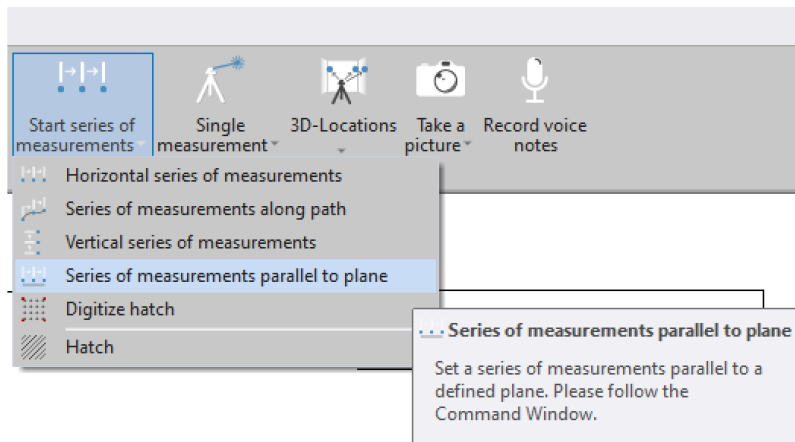 Start series of
measurements
Single
measurement
3D-Locations
Take a
picture
Record voice
notes
Horizontal series of measurements
Series of measurements along path
Vertical series of measurements
Series of measurements parallel to plane
Digitize hatch
Hatch
Series of measurements parallel to plane
Set a series of measurements parallel to a
defined plane. Please follow the
Command Window.